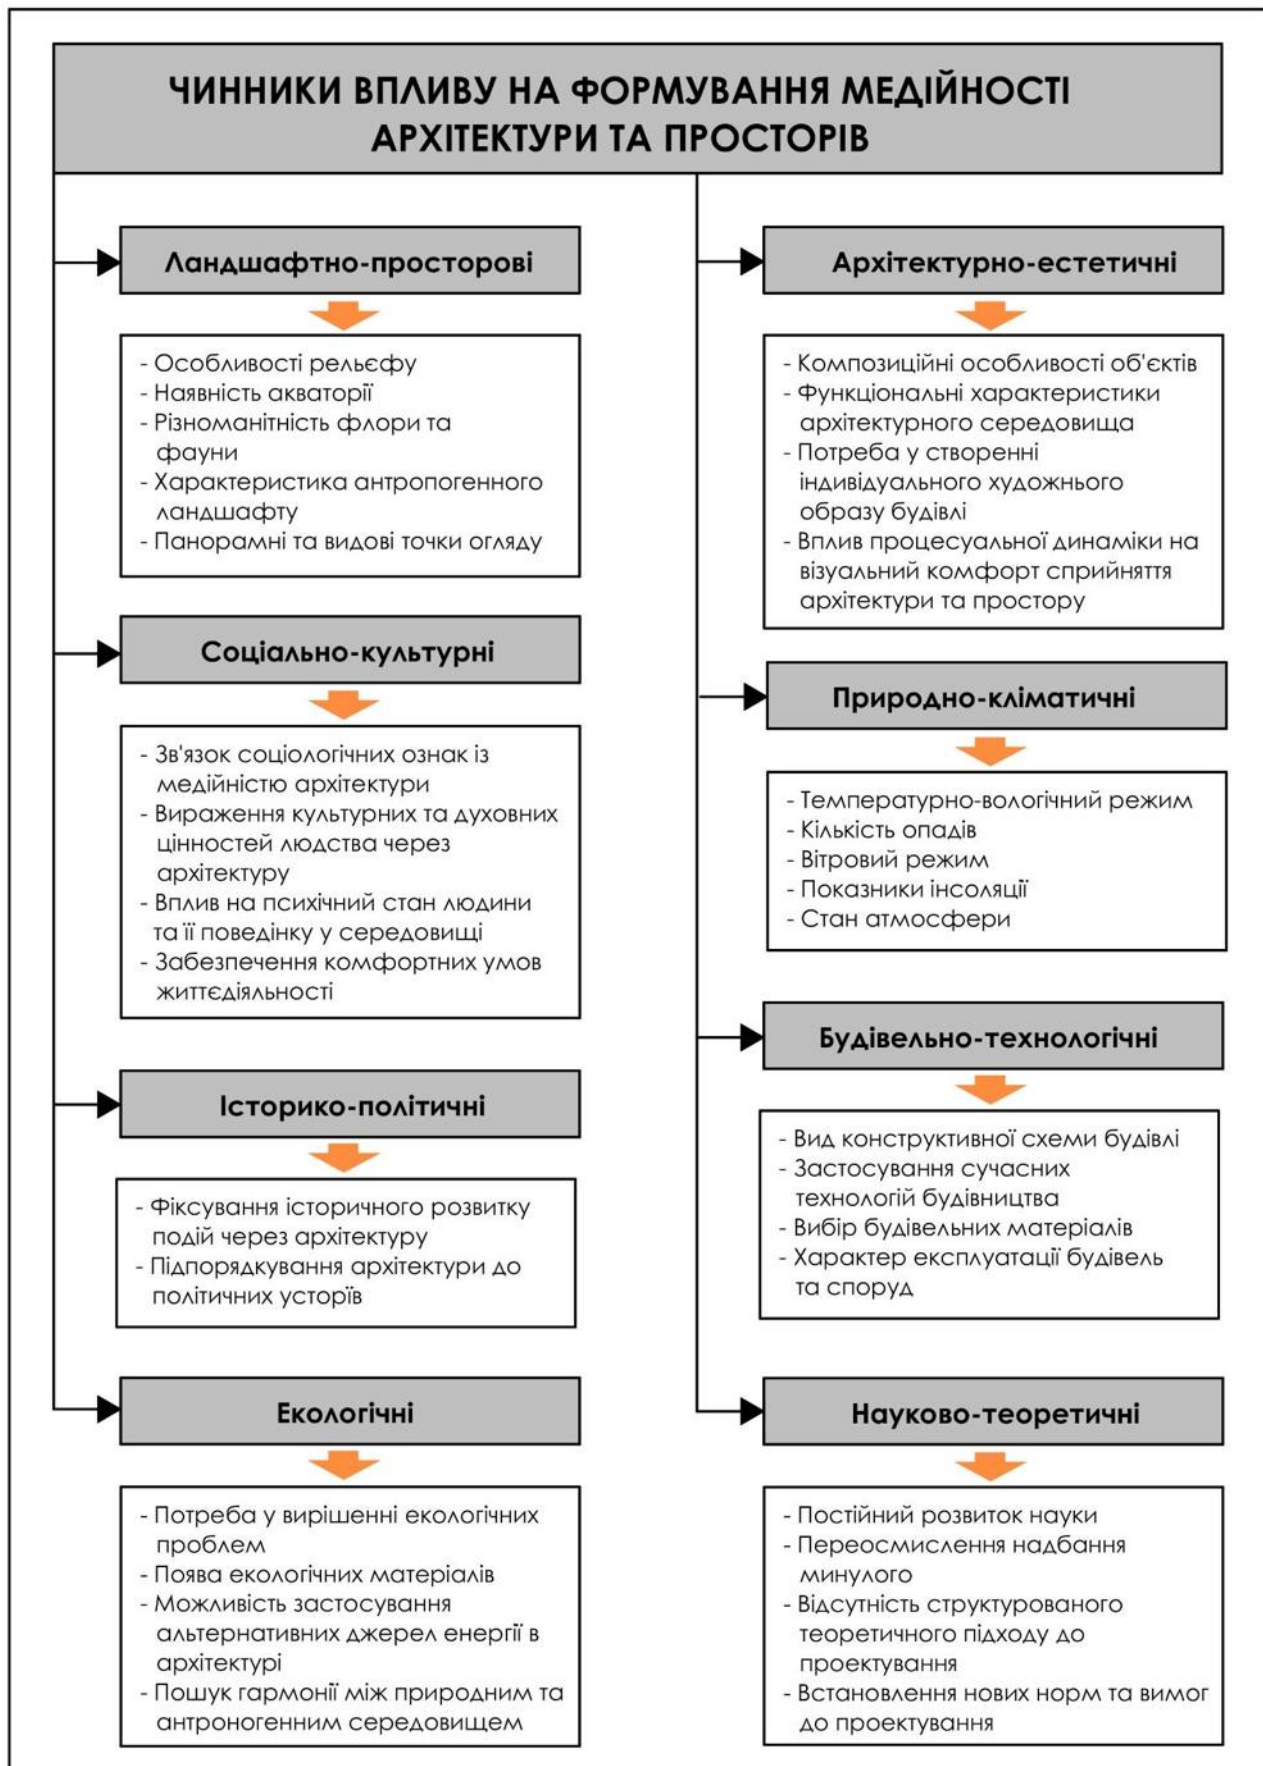 ЧИННИКИ ВПЛИВУ НА ФОРМУВАННЯ МЕДІЙНОСТІ
АРХІТЕКТУРИ ТА ПРОСТОРІВ
Ландшафтно-просторові
- Особливості рельєфу
- Наявність акваторії
- Різноманітність флори та
фауни
- Характеристика антропогенного
ландшафту
- Панорамні та видові точки огляду
Соціально-культурні
- Зв'язок соціологічних ознак із
медійністю архітектури
- Вираження культурних та духовних
цінностей людства через
архітектуру
- Вплив на психічний стан людини
та її поведінку у середовищі
- Забезпечення комфортних умов
життєдіяльності
Історико-політичні
- Фіксування історичного розвитку
подій через архітектуру
- Підпорядкування архітектури до
політичних усторїв
Екологічні
- Потреба у вирішенні екологічних
проблем
- Поява екологічних матеріалів
- Можливість застосування
альтернативних джерел енергії в
архітектурі
- Пошук гармонії між природним та
антроногенним середовищем
Архітектурно-естетичні
- Композиційні особливості об'єктів
- Функціональні характеристики
архітектурного середовища
- Потреба у створенні
індивідуального художнього
образу будівлі
- Вплив процесуальної динаміки на
візуальний комфорт сприйняття
архітектури та простору
Природно-кліматичні
- Температурно-вологічний режим
- Кількість опадів
- Вітровий режим
- Показники інсоляції
- Стан атмосфери
Будівельно-технологічні
- Вид конструктивної схеми будівлі
- Застосування сучасних
технологій будівництва
- Вибір будівельних матеріалів
- Характер експлуатації будівель
та споруд
Науково-теоретичні
- Постійний розвиток науки
- Переосмислення надбання
минулого
- Відсутність структурованого
теоретичного підходу до
проектування
- Встановлення нових норм та вимог
до проектування